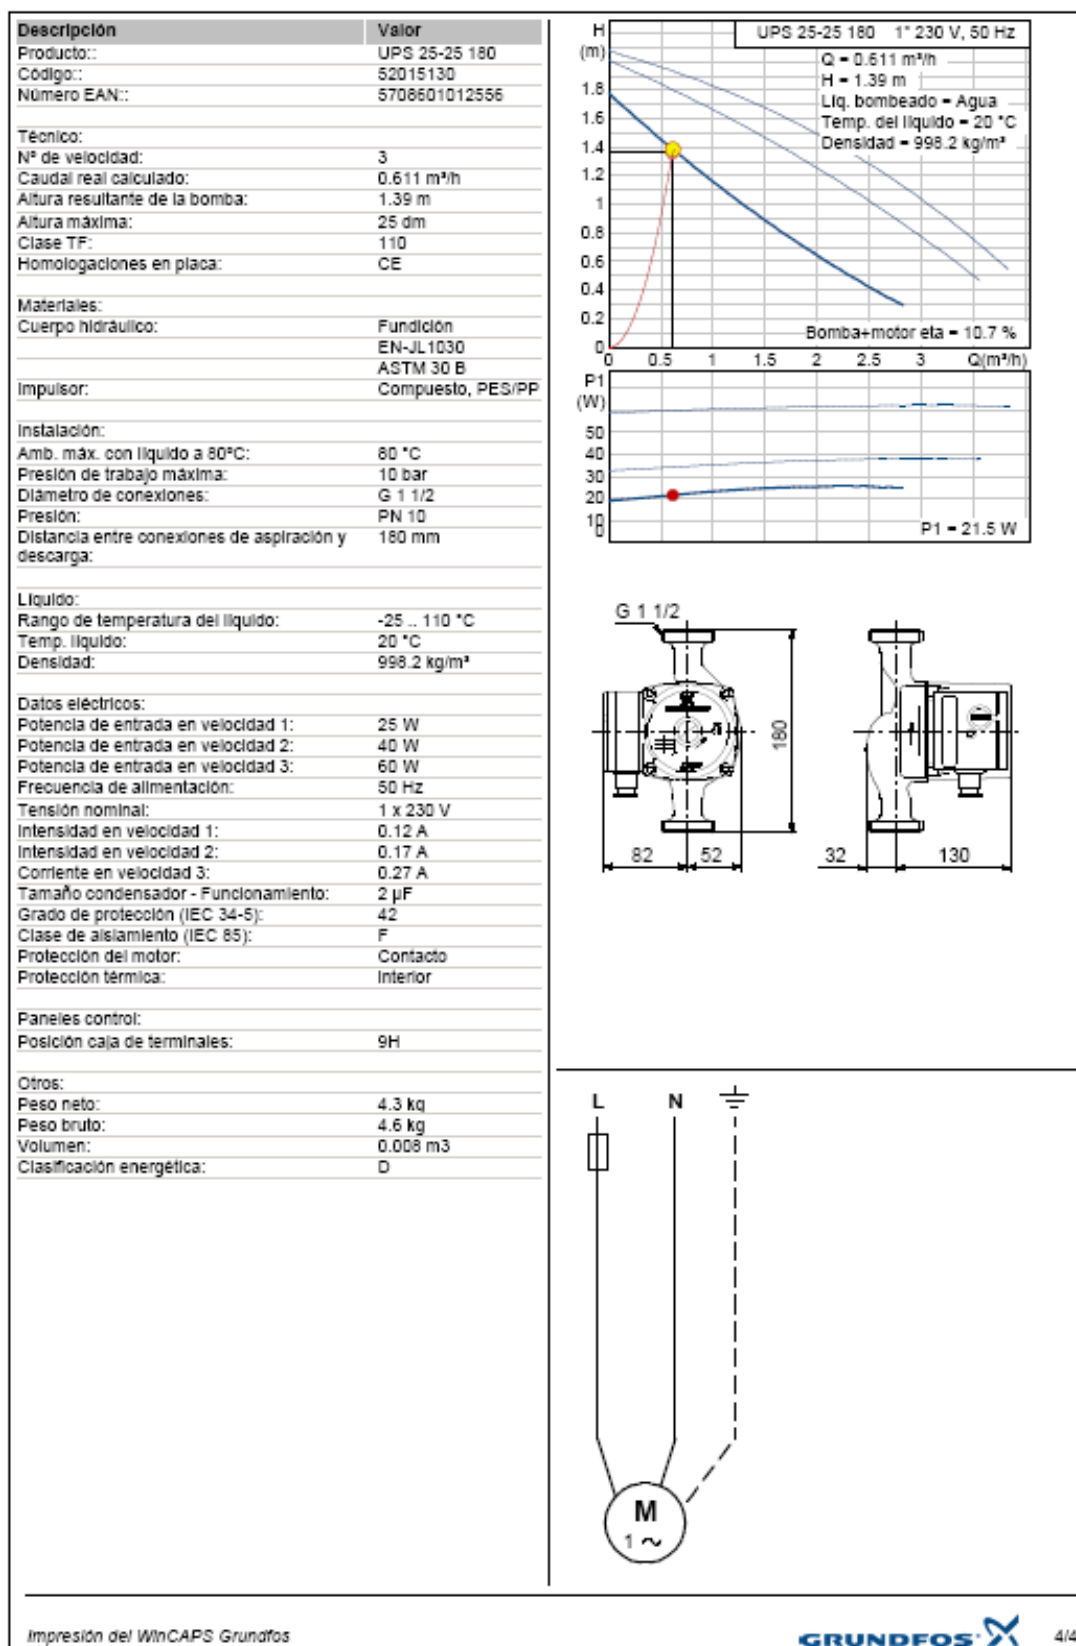 Descripción Valor
Producto:: UPS 25-25 180
Código:: 52015130
Número EAN:: 5708601012556
Técnico:
Nº de velocidad: 3
Caudal real calculado: 0.611 m³/h
Altura resultante de la bomba: 1.39 m
Altura máxima: 25 dm
Clase TF: 110
Homologaciones en placa: CE
Materiales:
Cuerpo hidráulico: Fundición
EN-JL1030
ASTM 30 B
Impulsor: Compuesto, PES/PP
Instalación:
Amb. máx. con líquido a 80ºC: 80 °C
Presión de trabajo máxima: 10 bar
Diámetro de conexiones: G 1 1/2
Presión: PN 10
Distancia entre conexiones de aspiración y 180 mm
descarga:
Líquido:
Rango de temperatura del líquido: -25 .. 110 °C
Temp. líquido: 20 °C
Densidad: 998.2 kg/m³
Datos eléctricos:
Potencia de entrada en velocidad 1: 25 W
Potencia de entrada en velocidad 2: 40 W
Potencia de entrada en velocidad 3: 60 W
Frecuencia de alimentación: 50 Hz
Tensión nominal: 1 x 230 V
Intensidad en velocidad 1: 0.12 A
Intensidad en velocidad 2: 0.17 A
Corriente en velocidad 3: 0.27 A
Tamaño condensador - Funcionamiento: 2 µF
Grado de protección (IEC 34-5): 42
Clase de aislamiento (IEC 85): F
Protección del motor: Contacto
Protección térmica: Interior
Paneles control:
Posición caja de terminales: 9H
Otros:
Peso neto: 4.3 kg
Peso bruto: 4.6 kg
Volumen: 0.008 m3
Clasificación energética: D
H
(m)
UPS 25-25 180 1" 230 V, 50 Hz
Q = 0.611 m³/h
H = 1.39 m
Líq. bombeado = Agua
Temp. del líquido = 20 °C
Densidad = 998.2 kg/m³
1.8
1.6
1.4
1.2
1
0.8
0.6
0.4
0.2
0
Bomba+motor eta = 10.7 %
0 0.5 1 1.5 2 2.5 3 Q(m³/h)
P1
(W)
50
40
30
20
10
0
P1 = 21.5 W
G 1 1/2
180
82 52 32 130
L N
M
1 ~
Impresión del WinCAPS Grundfos
GRUNDFOS
4/4